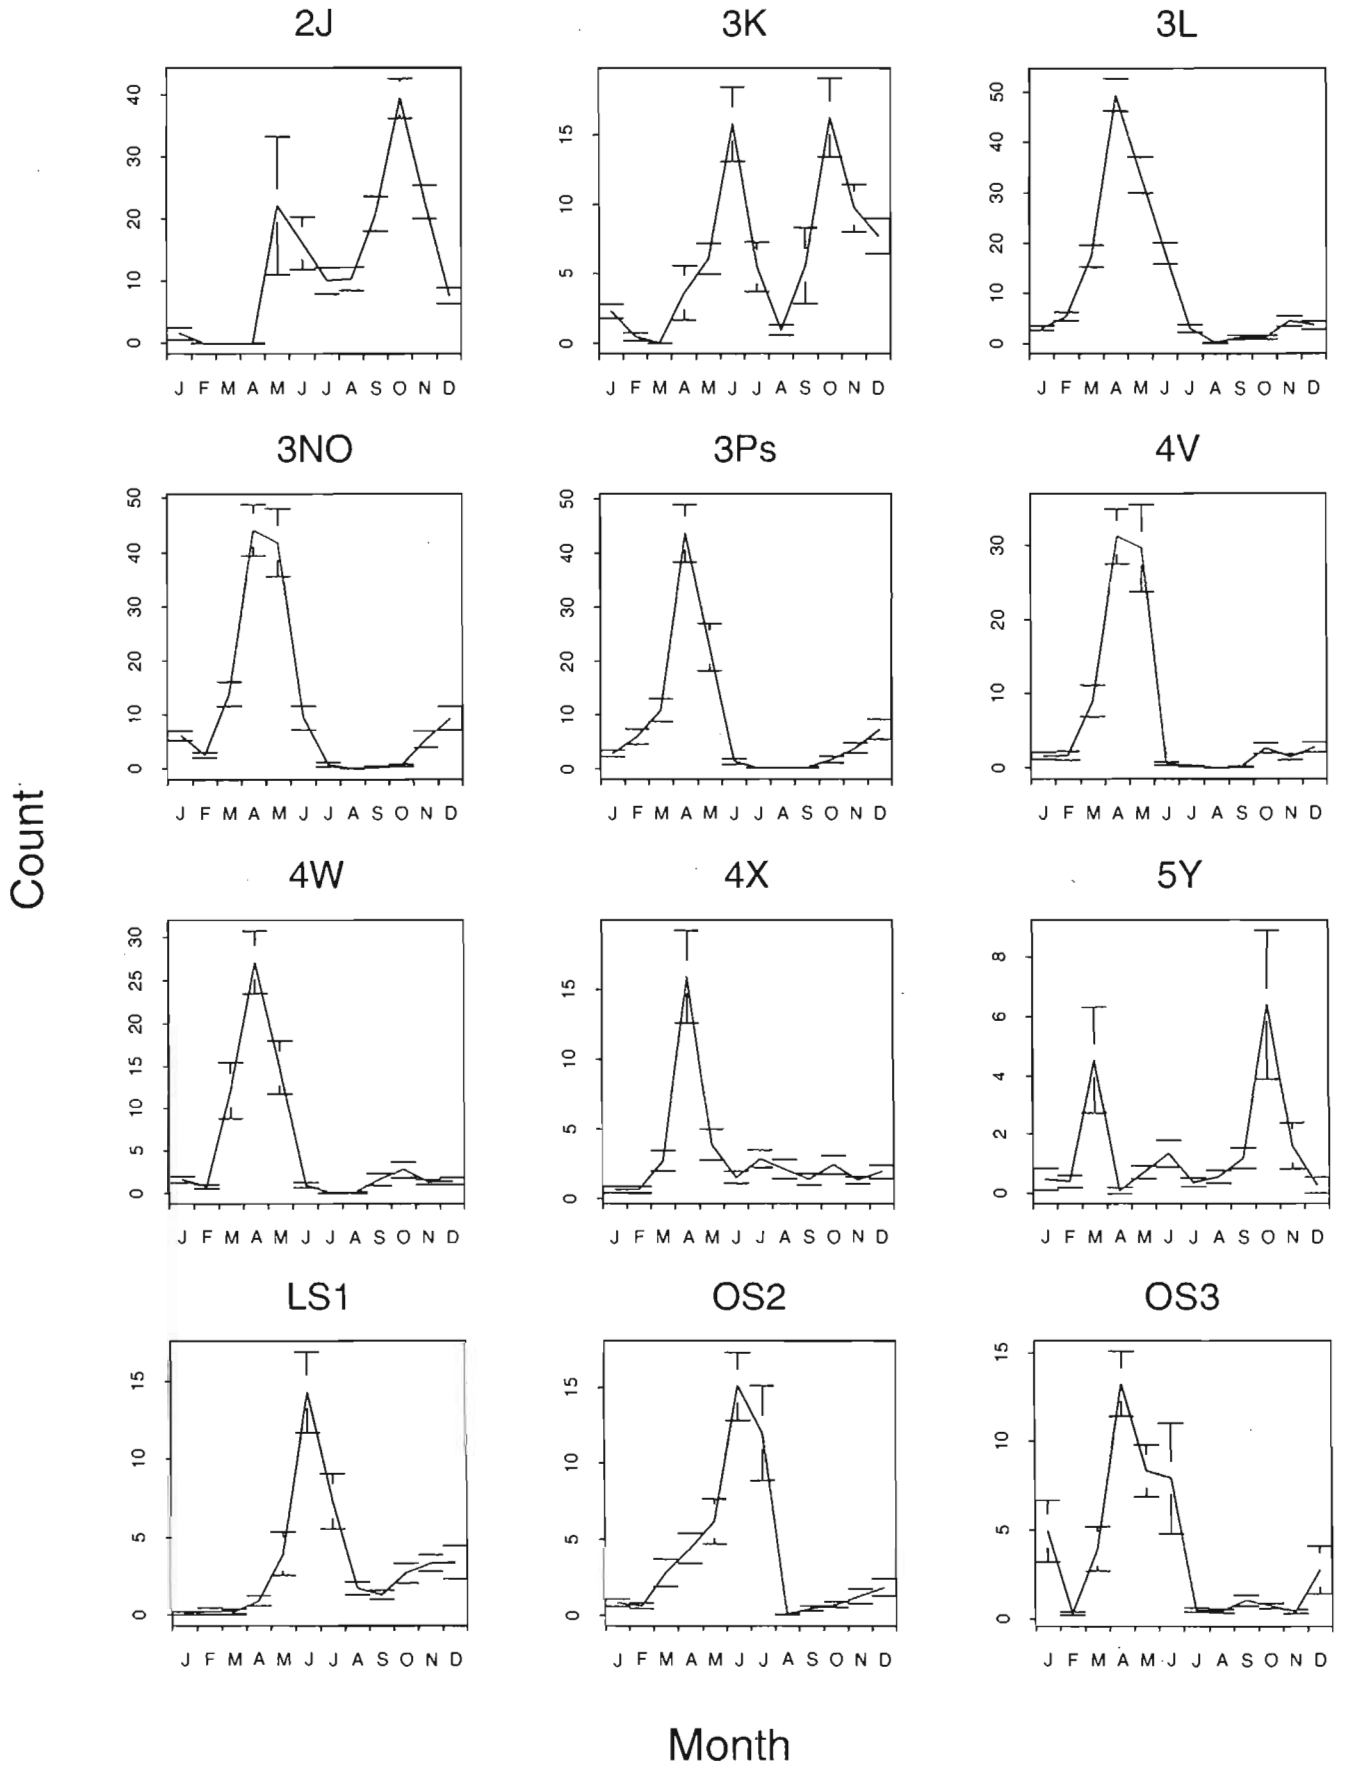 2J 3K 3L
40 30 20 10 0
15 10 5 0
50 40 30 20 10 0
J F M A M J J A S O N D J F M A M J J A S O N D J F M A M J J A S O N D
3NO 3Ps 4V
50 40 30 20 10 0
50 40 30 20 10 0
30 20 10 0
J F M A M J J A S O N D J F M A M J J A S O N D J F M A M J J A S O N D
Count
4W 4X 5Y
30 25 20 15 10 5 0
15 10 5 0
8 6 4 2 0
J F M A M J J A S O N D J F M A M J J A S O N D J F M A M J J A S O N D
LS1 OS2 OS3
15 10 5 0
15 10 5 0
15 10 5 0
J F M A M J J A S O N D J F M A M J J A S O N D J F M A M J J A S O N D
Month